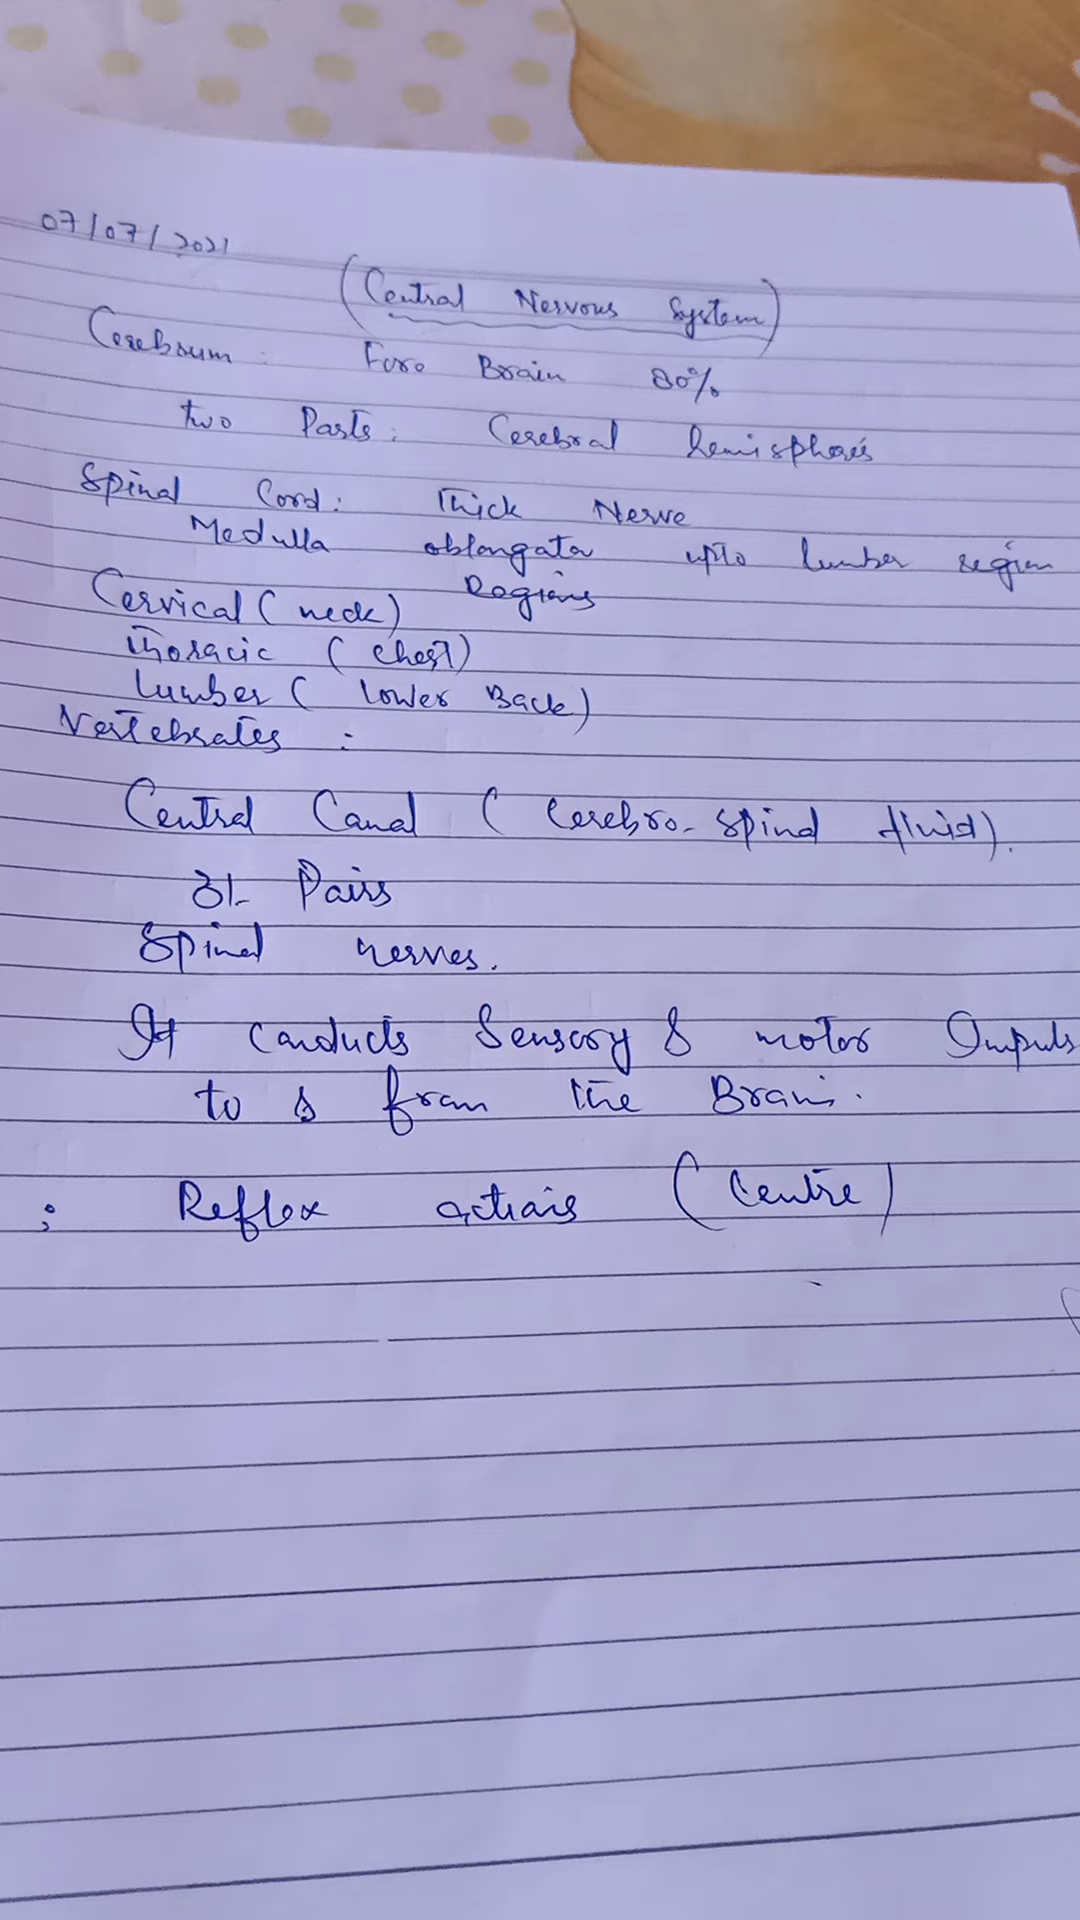 07/07/2021
(Central Nervous System)
Cerebrum: Fore Brain 80%
Two Parts: Cerebral hemispheres
Spinal Cord: Thick Nerve
Medulla oblongata upto lumber region
Regions
Cervical (neck)
Thoracic (Chest)
Lumber (Lower Back)
Vertebrates :
Central Canal (Cerebro-Spinal fluid).
31- Pairs
Spinal nerves.
It conducts Sensory & motor Impuls
to & from the Brain.
: Reflex actions (Centre)